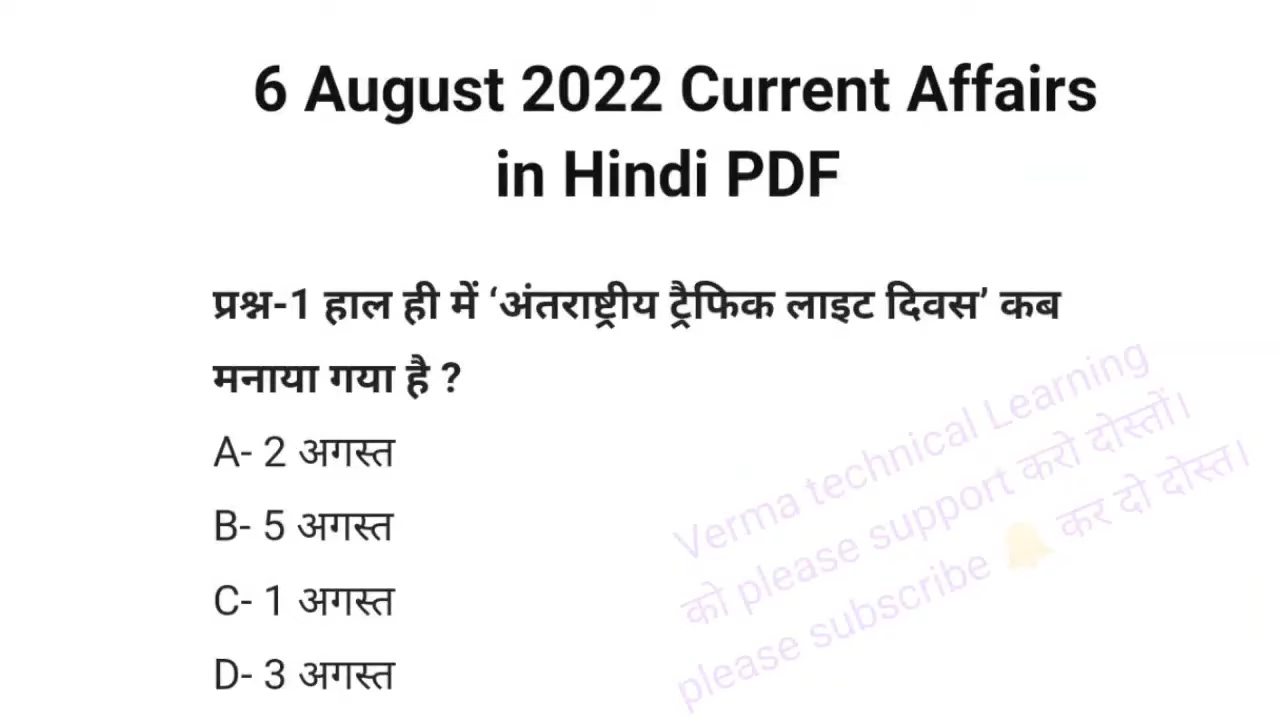 6 August 2022 Current Affairs
in Hindi PDF
प्रश्न-1 हाल ही में ‘अंतराष्ट्रीय ट्रैफिक लाइट दिवस’ कब
मनाया गया है ?
A- 2 अगस्त
B- 5 अगस्त
C- 1 अगस्त
D- 3 अगस्त
Verma technical Learning
को please support करो दोस्तों।
please subscribe 🔔 कर दो दोस्त।